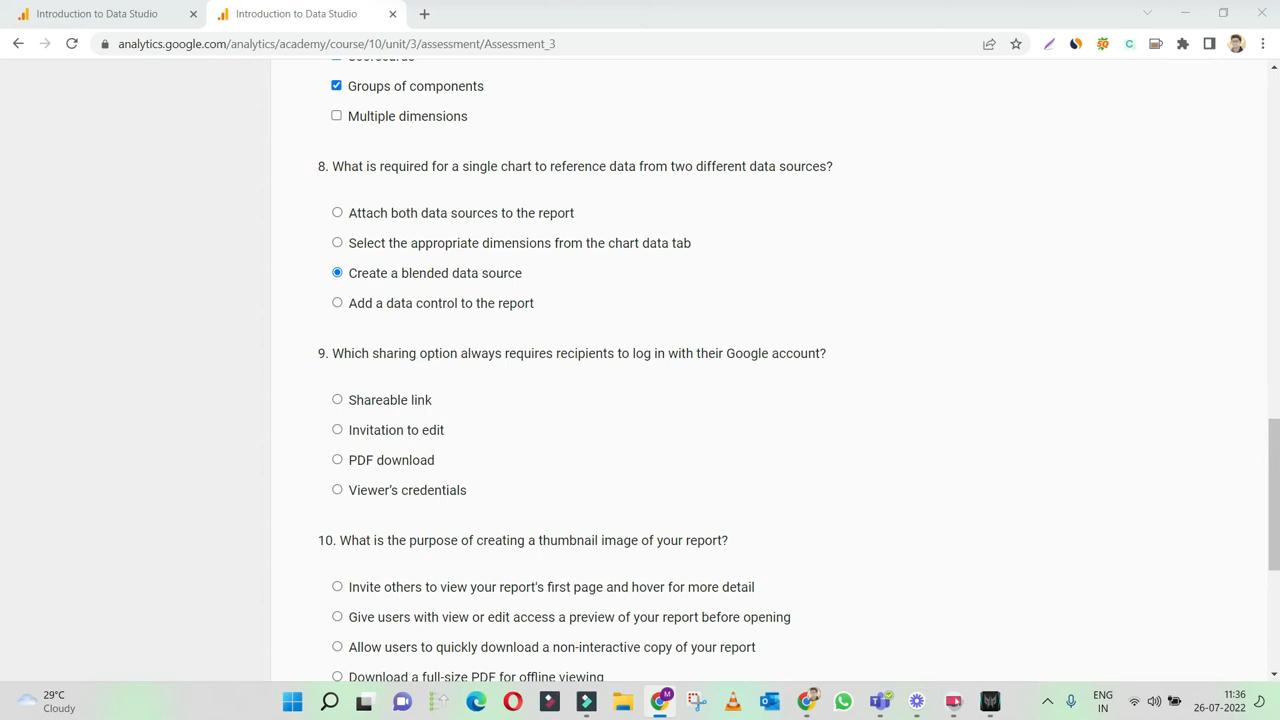 Introduction to Data Studio
Introduction to Data Studio
analytics.google.com/analytics/academy/course/10/unit/3/assessment/Assessment_3
Scorecards
Groups of components
Multiple dimensions
8. What is required for a single chart to reference data from two different data sources?
Attach both data sources to the report
Select the appropriate dimensions from the chart data tab
Create a blended data source
Add a data control to the report
9. Which sharing option always requires recipients to log in with their Google account?
Shareable link
Invitation to edit
PDF download
Viewer's credentials
10. What is the purpose of creating a thumbnail image of your report?
Invite others to view your report's first page and hover for more detail
Give users with view or edit access a preview of your report before opening
Allow users to quickly download a non-interactive copy of your report
Download a full-size PDF for offline viewing
29°C
Cloudy
M
ENG
IN
11:36
26-07-2022